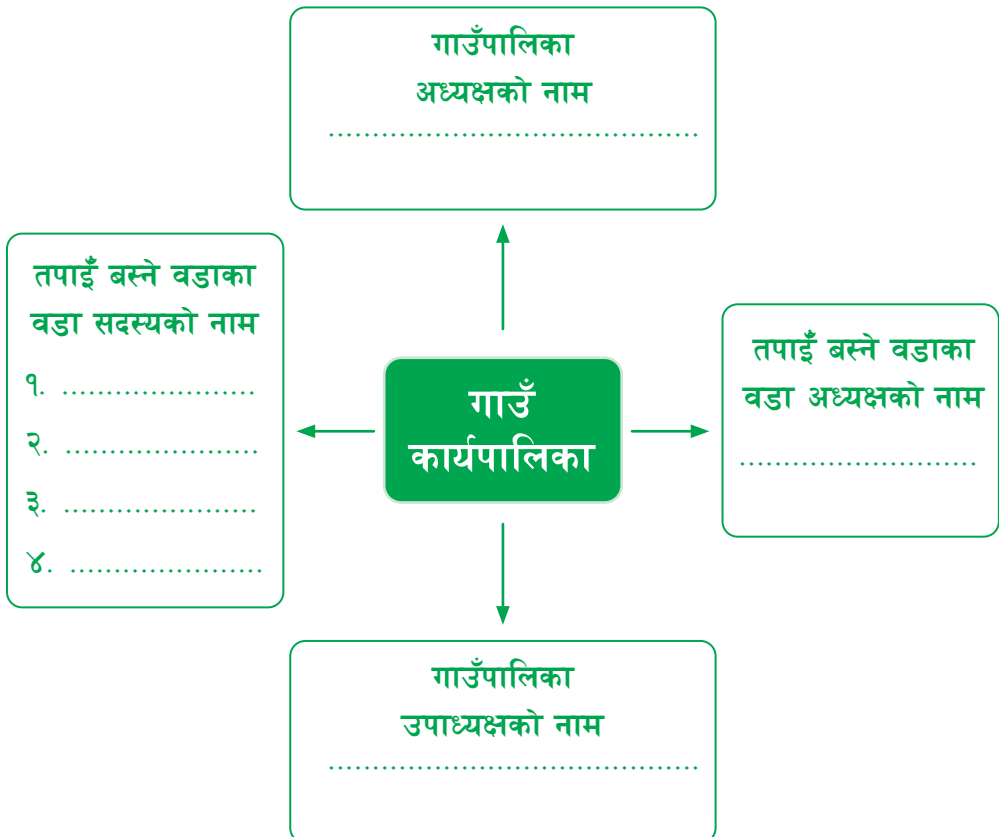 गाउँपालिका
अध्यक्षको नाम
..........................................
तपाईँ बस्ने वडाका
वडा सदस्यको नाम
१. ......................
२. ......................
३. ......................
४. ......................
गाउँ
कार्यपालिका
तपाईँ बस्ने वडाका
वडा अध्यक्षको नाम
...........................
गाउँपालिका
उपाध्यक्षको नाम
..........................................